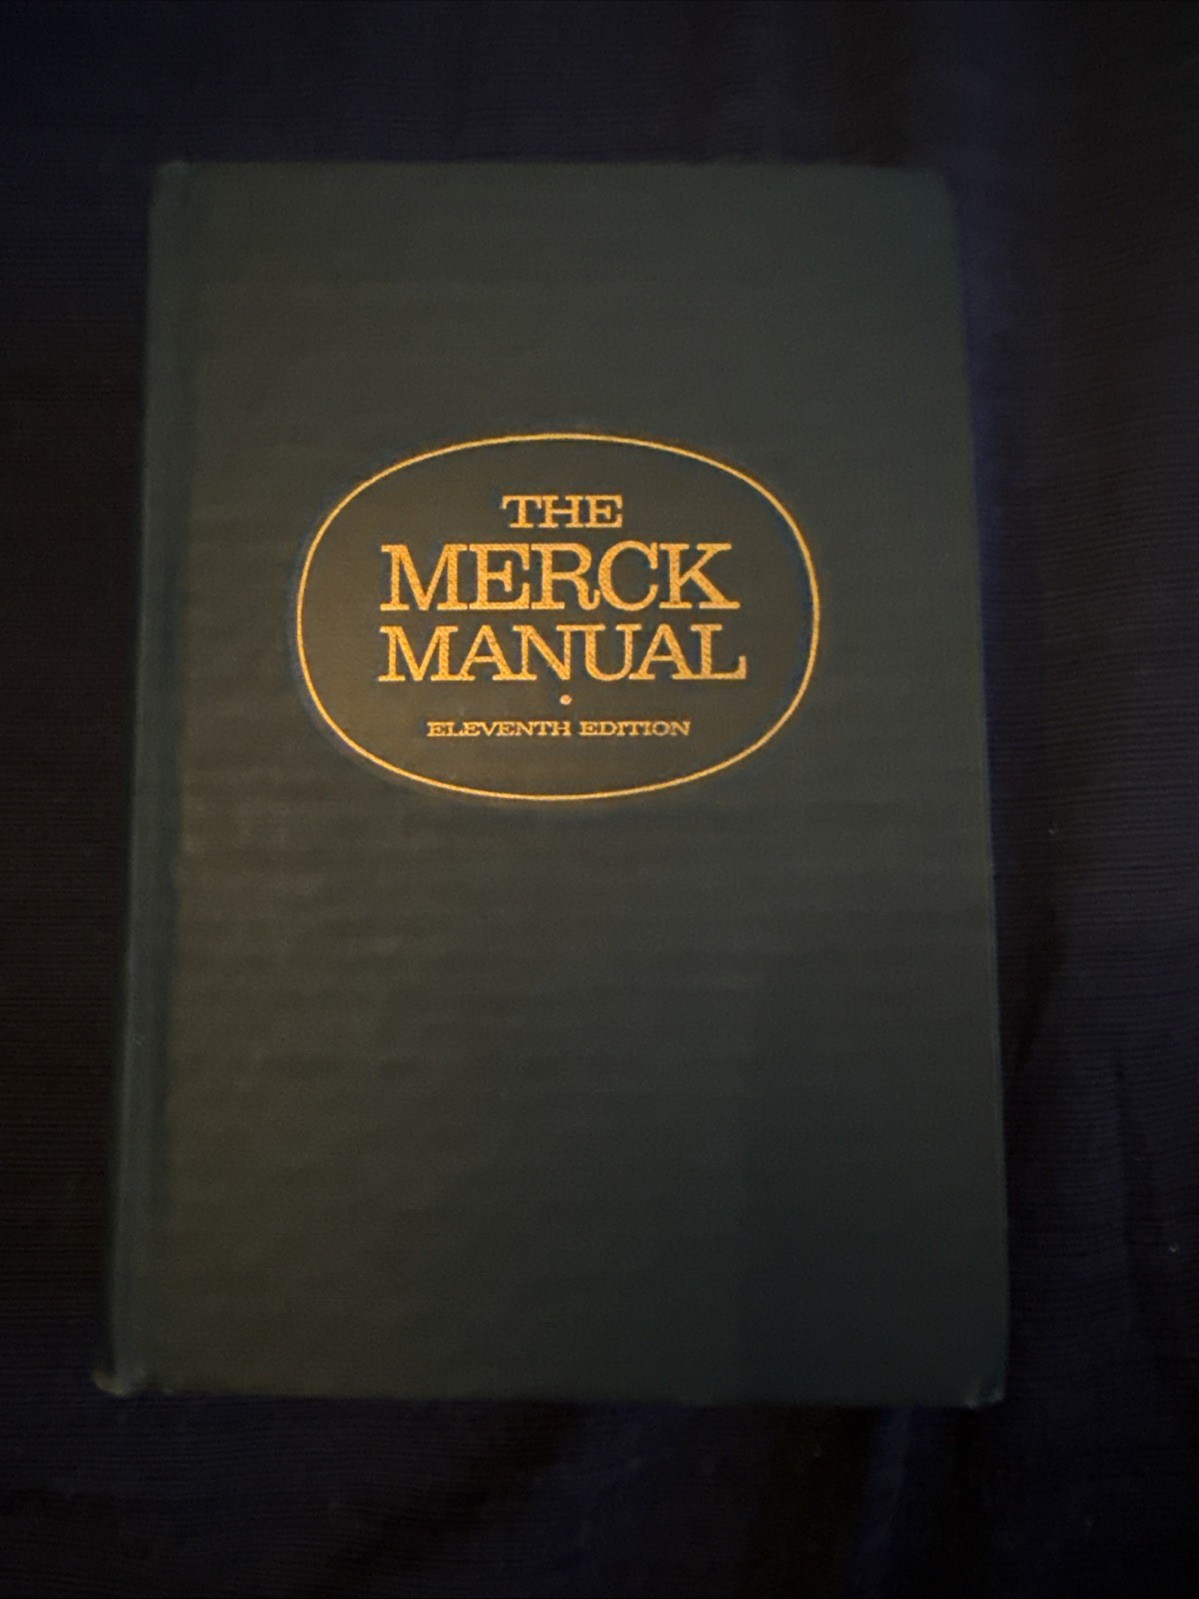 THE
MERCK
MANUAL
•
ELEVENTH EDITION